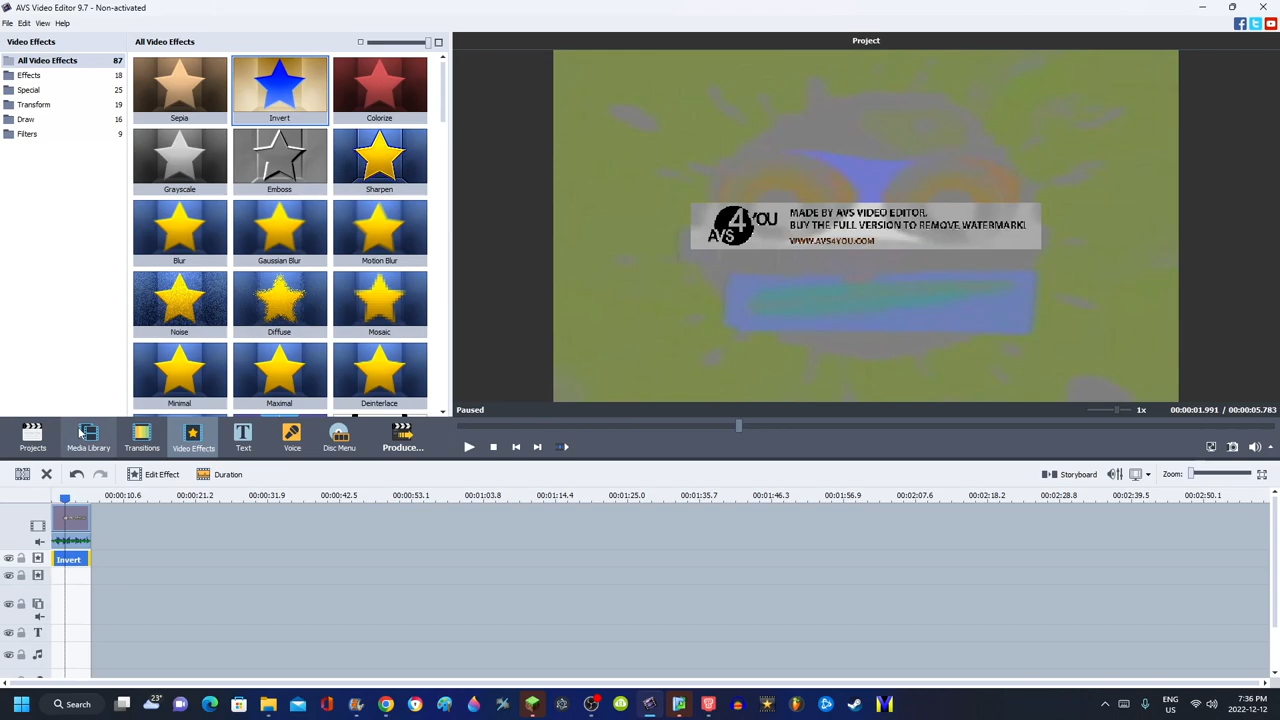 AVS Video Editor 9.7 - Non-activated
File Edit View Help
Video Effects
All Video Effects 87
Effects 18
Special 25
Transform 19
Draw 16
Filters 9
All Video Effects
Sepia Invert Colorize
Grayscale Emboss Sharpen
Blur Gaussian Blur Motion Blur
Noise Diffuse Mosaic
Minimal Maximal Deinterlace
Project
AVS 4 YOU
MADE BY AVS VIDEO EDITOR.
BUY THE FULL VERSION TO REMOVE WATERMARK!
WWW.AVS4YOU.COM
Paused 1x 00:00:01.991 / 00:00:05.783
Projects Media Library Transitions Video Effects Text Voice Disc Menu Produce...
Edit Effect Duration Storyboard Zoom:
00:00:10.6 00:00:21.2 00:00:31.9 00:00:42.5 00:00:53.1 00:01:03.8 00:01:14.4 00:01:25.0 00:01:35.7 00:01:46.3 00:01:56.9 00:02:07.6 00:02:18.2 00:02:28.8 00:02:39.5 00:02:50.1
Invert
T
Search
23°
ENG
US
7:36 PM
2022-12-12